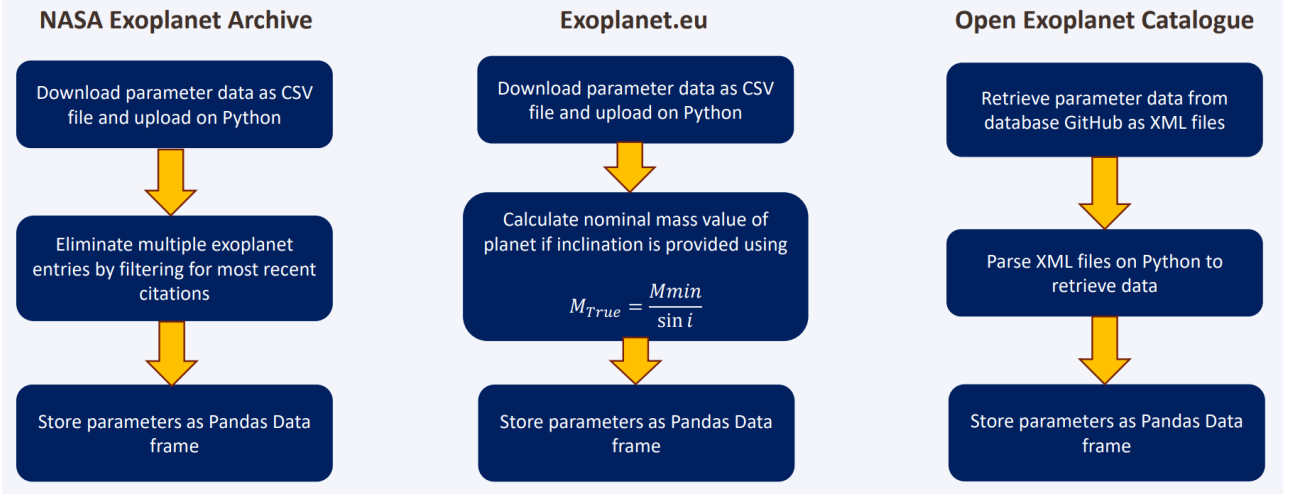 NASA Exoplanet Archive
Download parameter data as CSV
file and upload on Python
Eliminate multiple exoplanet
entries by filtering for most recent
citations
Store parameters as Pandas Data
frame
Exoplanet.eu
Download parameter data as CSV
file and upload on Python
Calculate nominal mass value of
planet if inclination is provided using
M_True = Mmin / sin i
Store parameters as Pandas Data
frame
Open Exoplanet Catalogue
Retrieve parameter data from
database GitHub as XML files
Parse XML files on Python to
retrieve data
Store parameters as Pandas Data
frame